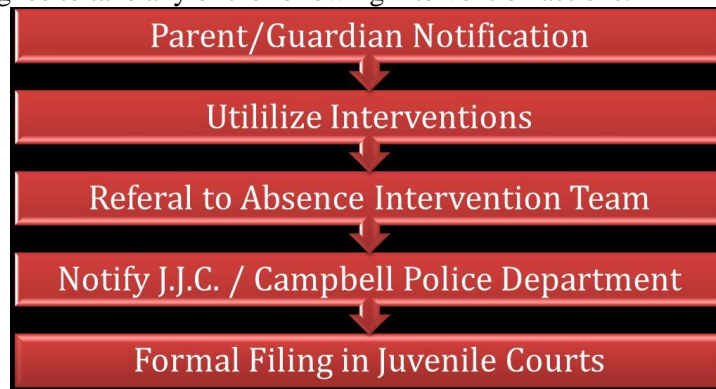 Parent/Guardian Notification
Utililize Interventions
Referal to Absence Intervention Team
Notify J.J.C. / Campbell Police Department
Formal Filing in Juvenile Courts